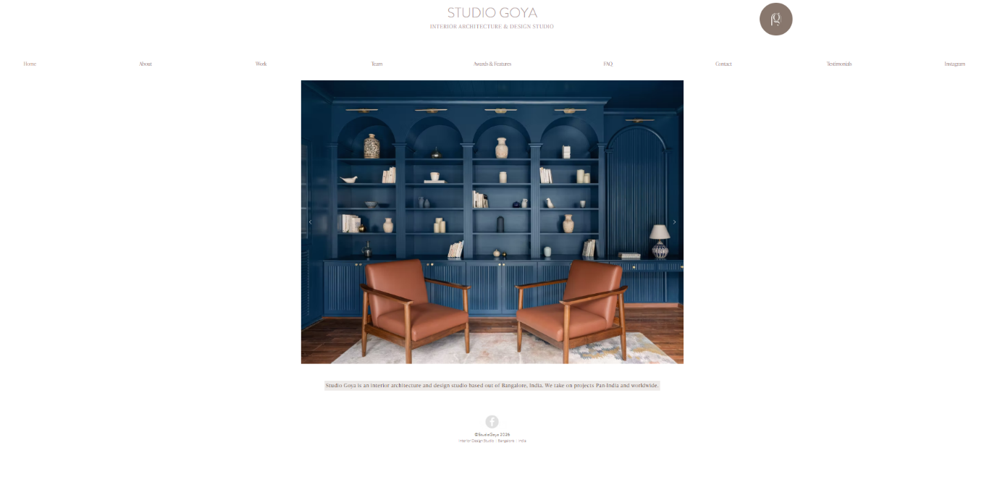 STUDIO GOYA
INTERIOR ARCHITECTURE & DESIGN STUDIO
Home About Work Team Awards & Features FAQ Contact Testimonials Instagram
Studio Goya is an interior architecture and design studio based out of Bangalore, India. We take on projects Pan-India and worldwide.
©StudioGoya 2026
Interior Design Studio | Bangalore | India